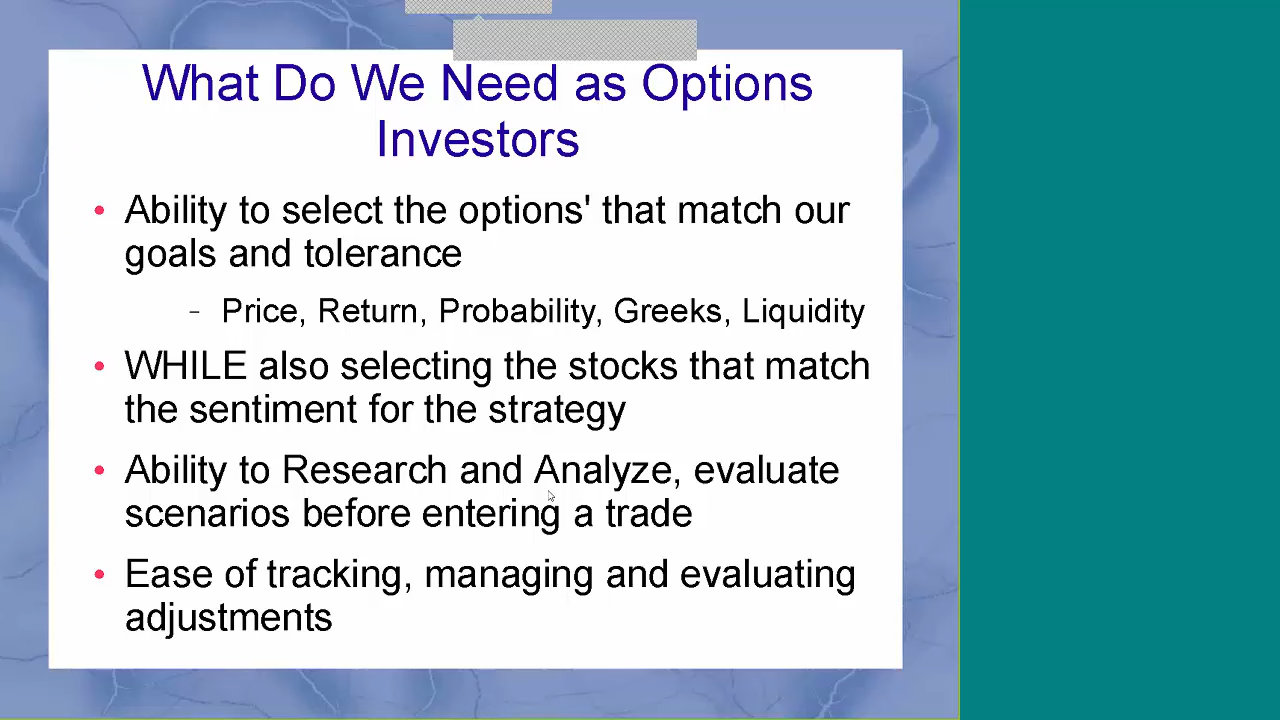 What Do We Need as Options
Investors
• Ability to select the options' that match our
goals and tolerance
- Price, Return, Probability, Greeks, Liquidity
• WHILE also selecting the stocks that match
the sentiment for the strategy
• Ability to Research and Analyze, evaluate
scenarios before entering a trade
• Ease of tracking, managing and evaluating
adjustments